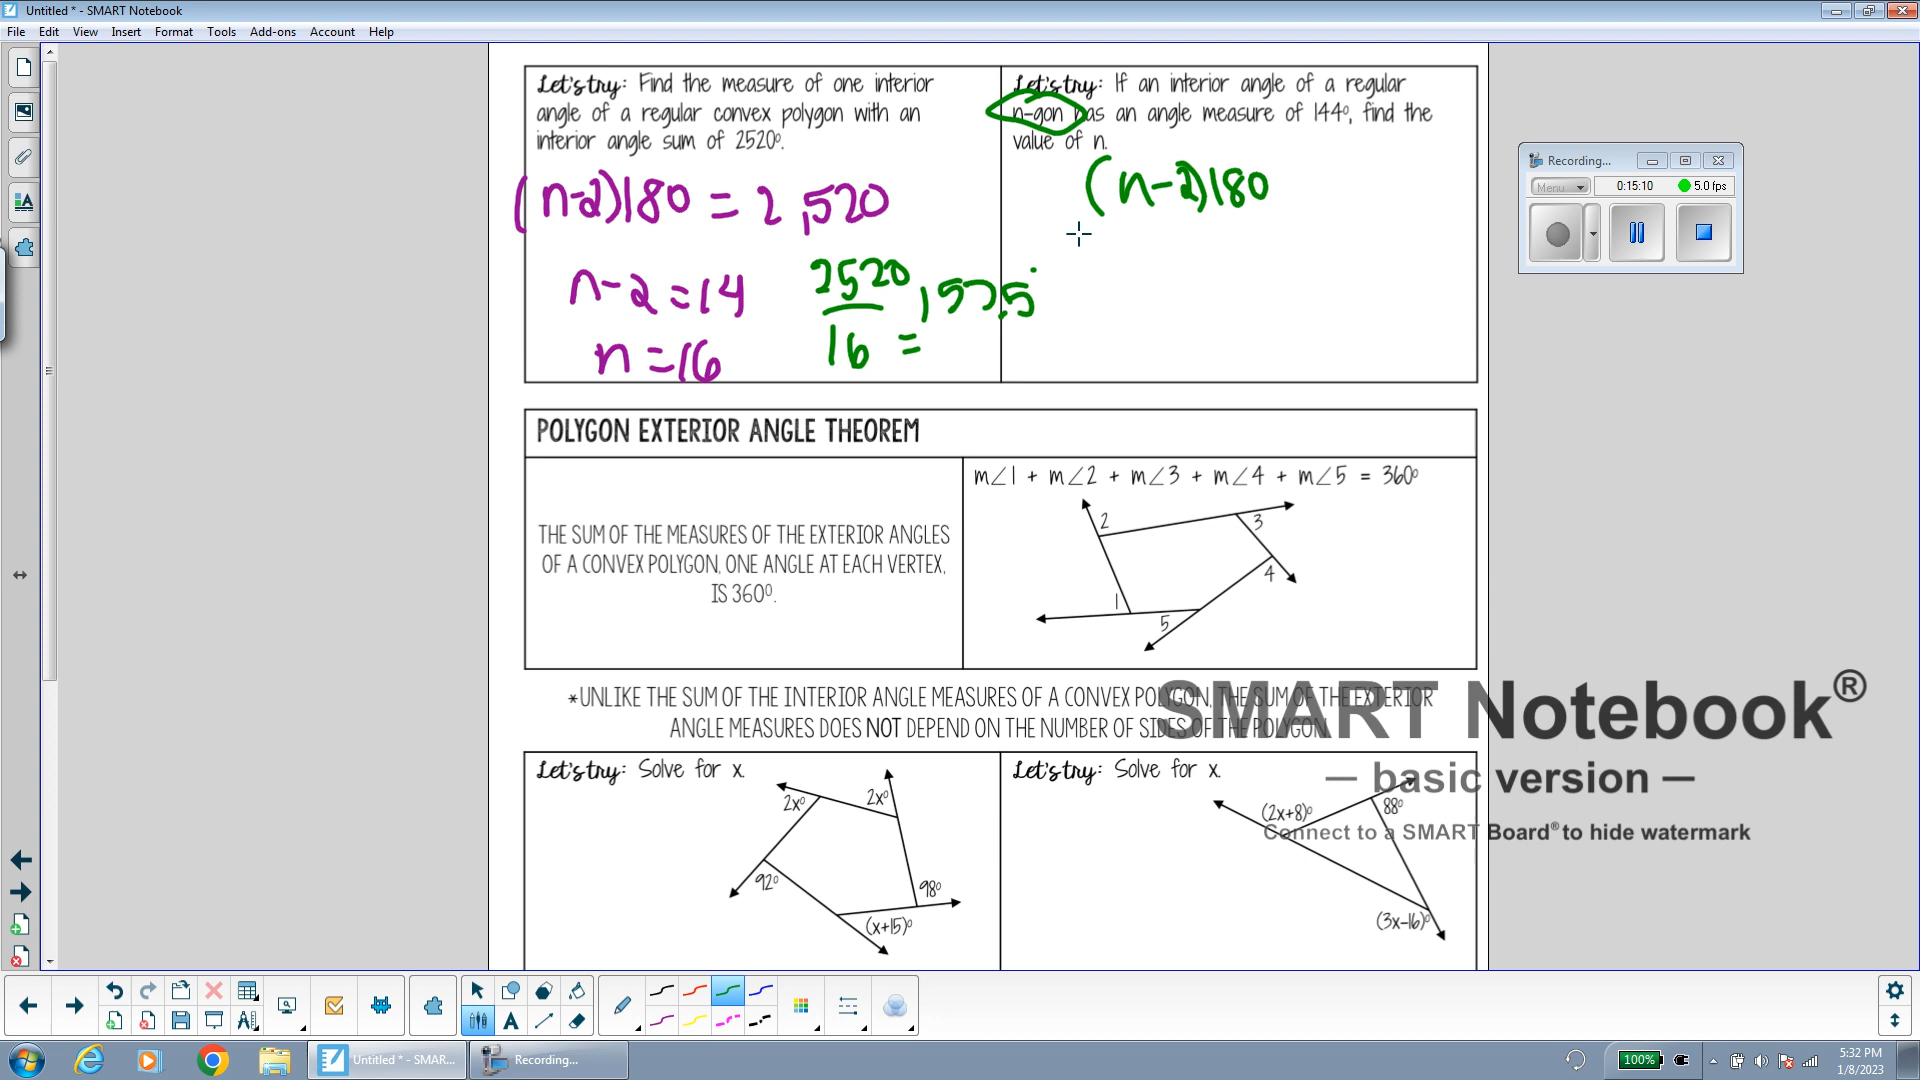 Untitled * - SMART Notebook
File Edit View Insert Format Tools Add-ons Account Help
Let's try: Find the measure of one interior
angle of a regular convex polygon with an
interior angle sum of 2520°.
(n-2)180 = 2,520
n-2=14
n=16
2520
16
= 157.5°
Let's try: If an interior angle of a regular
n-gon has an angle measure of 144°, find the
value of n.
(n-2)180
Recording...
Menu
0:15:10
5.0 fps
POLYGON EXTERIOR ANGLE THEOREM
THE SUM OF THE MEASURES OF THE EXTERIOR ANGLES
OF A CONVEX POLYGON, ONE ANGLE AT EACH VERTEX,
IS 360°.
m∠1 + m∠2 + m∠3 + m∠4 + m∠5 = 360°
2
3
4
1
5
*UNLIKE THE SUM OF THE INTERIOR ANGLE MEASURES OF A CONVEX POLYGON, THE SUM OF THE EXTERIOR
ANGLE MEASURES DOES NOT DEPEND ON THE NUMBER OF SIDES OF THE POLYGON.
SMART Notebook®
— basic version —
Connect to a SMART Board® to hide watermark
Let's try: Solve for x.
2x°
2x°
92°
98°
(x+15)°
Let's try: Solve for x.
(2x+8)°
88°
(3x-16)°
Untitled * - SMAR...
Recording...
100%
5:32 PM
1/8/2023